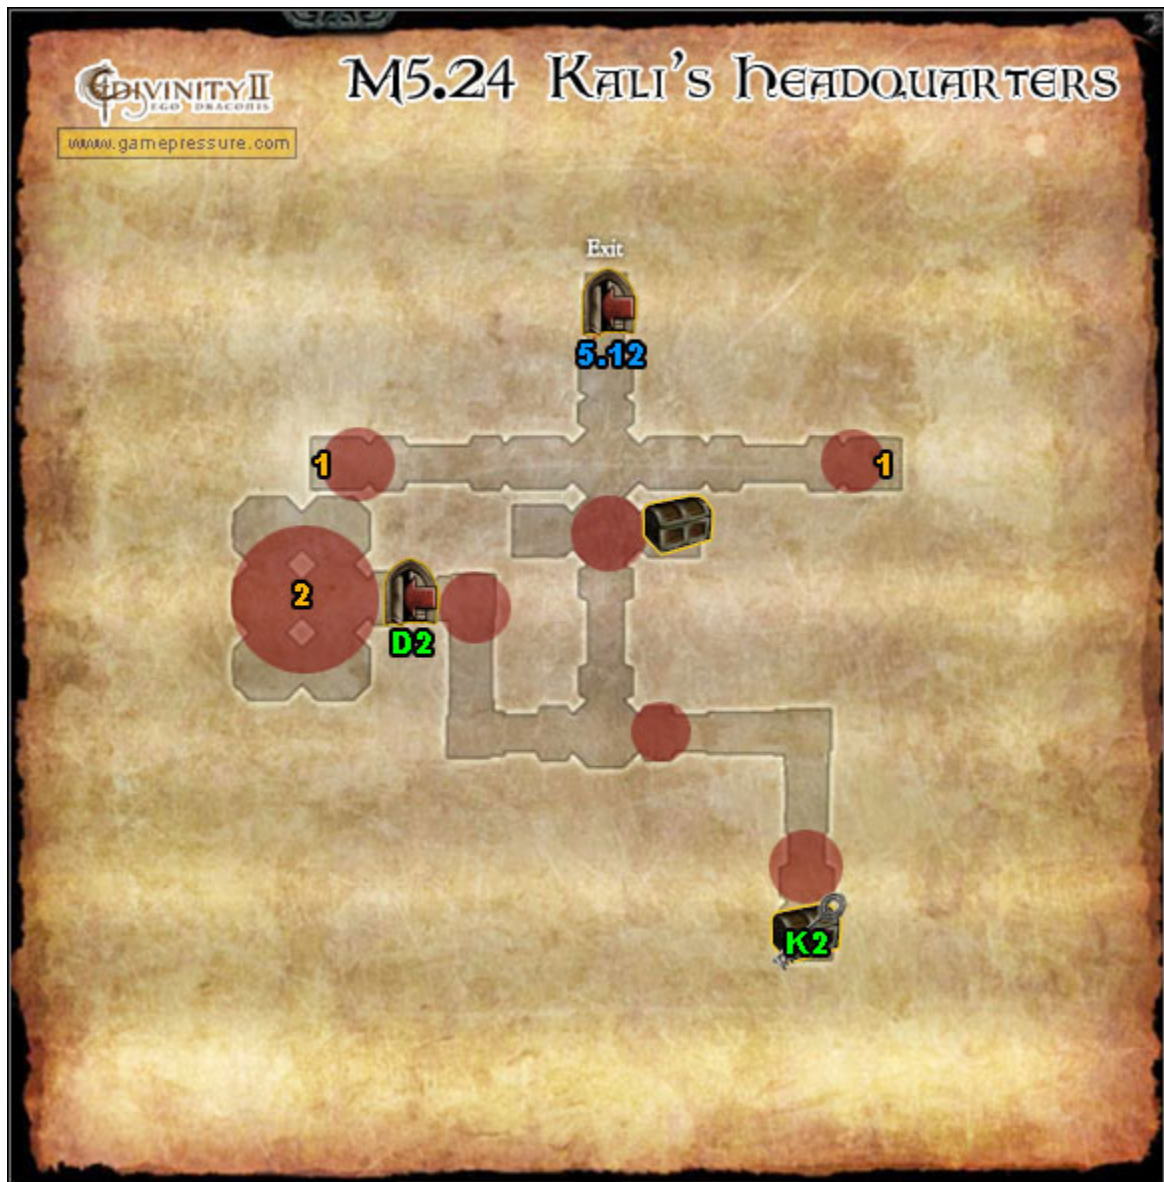 DIVINITY II
EGO DRACONIS
M5.24 Kali's Headquarters
www.gamepressure.com
Exit
5.12
1
1
2
D2
K2